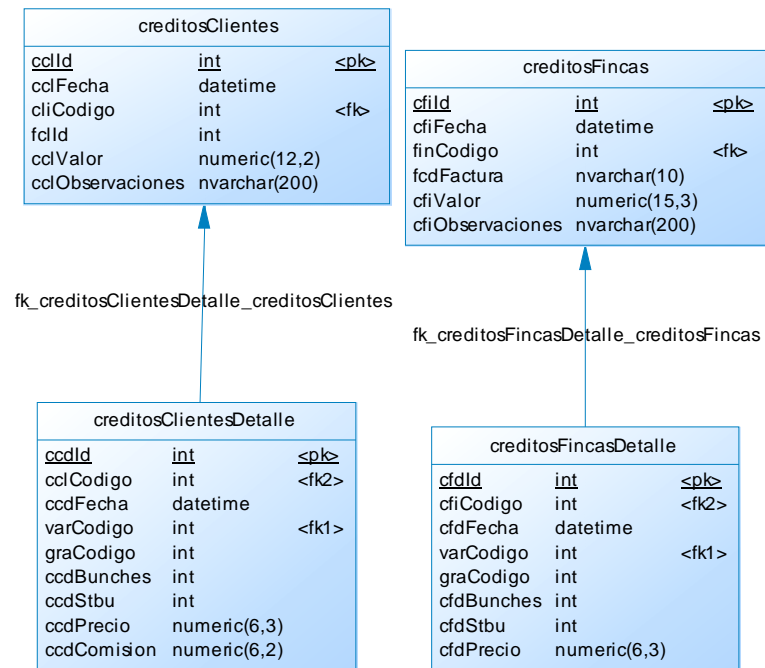 creditosClientes
cclId int <pk>
cclFecha datetime
cliCodigo int <fk>
fclId int
cclValor numeric(12,2)
cclObservaciones nvarchar(200)
creditosFincas
cfiId int <pk>
cfiFecha datetime
finCodigo int <fk>
fcdFactura nvarchar(10)
cfiValor numeric(15,3)
cfiObservaciones nvarchar(200)
fk_creditosClientesDetalle_creditosClientes
fk_creditosFincasDetalle_creditosFincas
creditosClientesDetalle
ccdId int <pk>
cclCodigo int <fk2>
ccdFecha datetime
varCodigo int <fk1>
graCodigo int
ccdBunches int
ccdStbu int
ccdPrecio numeric(6,3)
ccdComision numeric(6,2)
creditosFincasDetalle
cfdId int <pk>
cfiCodigo int <fk2>
cfdFecha datetime
varCodigo int <fk1>
graCodigo int
cfdBunches int
cfdStbu int
cfdPrecio numeric(6,3)